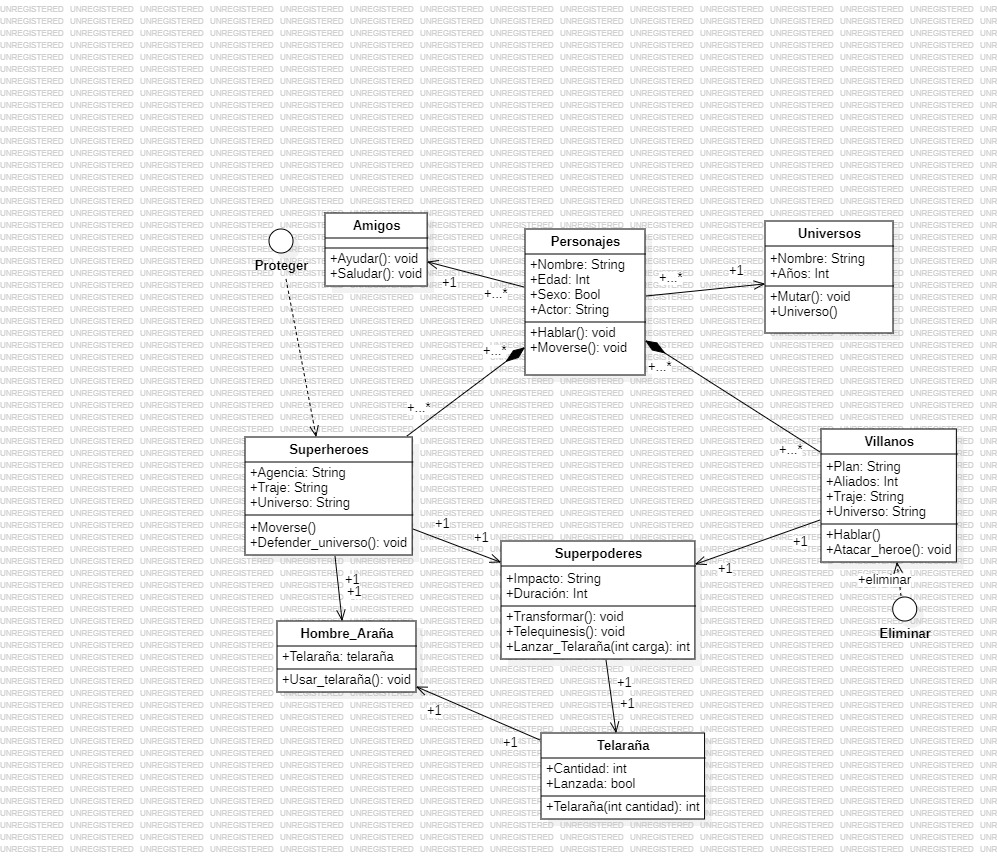 Amigos
+Ayudar(): void
+Saludar(): void
Proteger
Personajes
+Nombre: String
+Edad: Int
+Sexo: Bool
+Actor: String
+Hablar(): void
+Moverse(): void
Universos
+Nombre: String
+Años: Int
+Mutar(): void
+Universo()
+1
+...*
+...*
+1
+...*
+...*
+...*
+...*
Superheroes
+Agencia: String
+Traje: String
+Universo: String
+Moverse()
+Defender_universo(): void
Villanos
+Plan: String
+Aliados: Int
+Traje: String
+Universo: String
+Hablar()
+Atacar_heroe(): void
+1
+1
+1
+1
+1
+1
Superpoderes
+Impacto: String
+Duración: Int
+Transformar(): void
+Telequinesis(): void
+Lanzar_Telaraña(int carga): int
+eliminar
Eliminar
Hombre_Araña
+Telaraña: telaraña
+Usar_telaraña(): void
+1
+1
+1
+1
Telaraña
+Cantidad: int
+Lanzada: bool
+Telaraña(int cantidad): int
UNREGISTERED